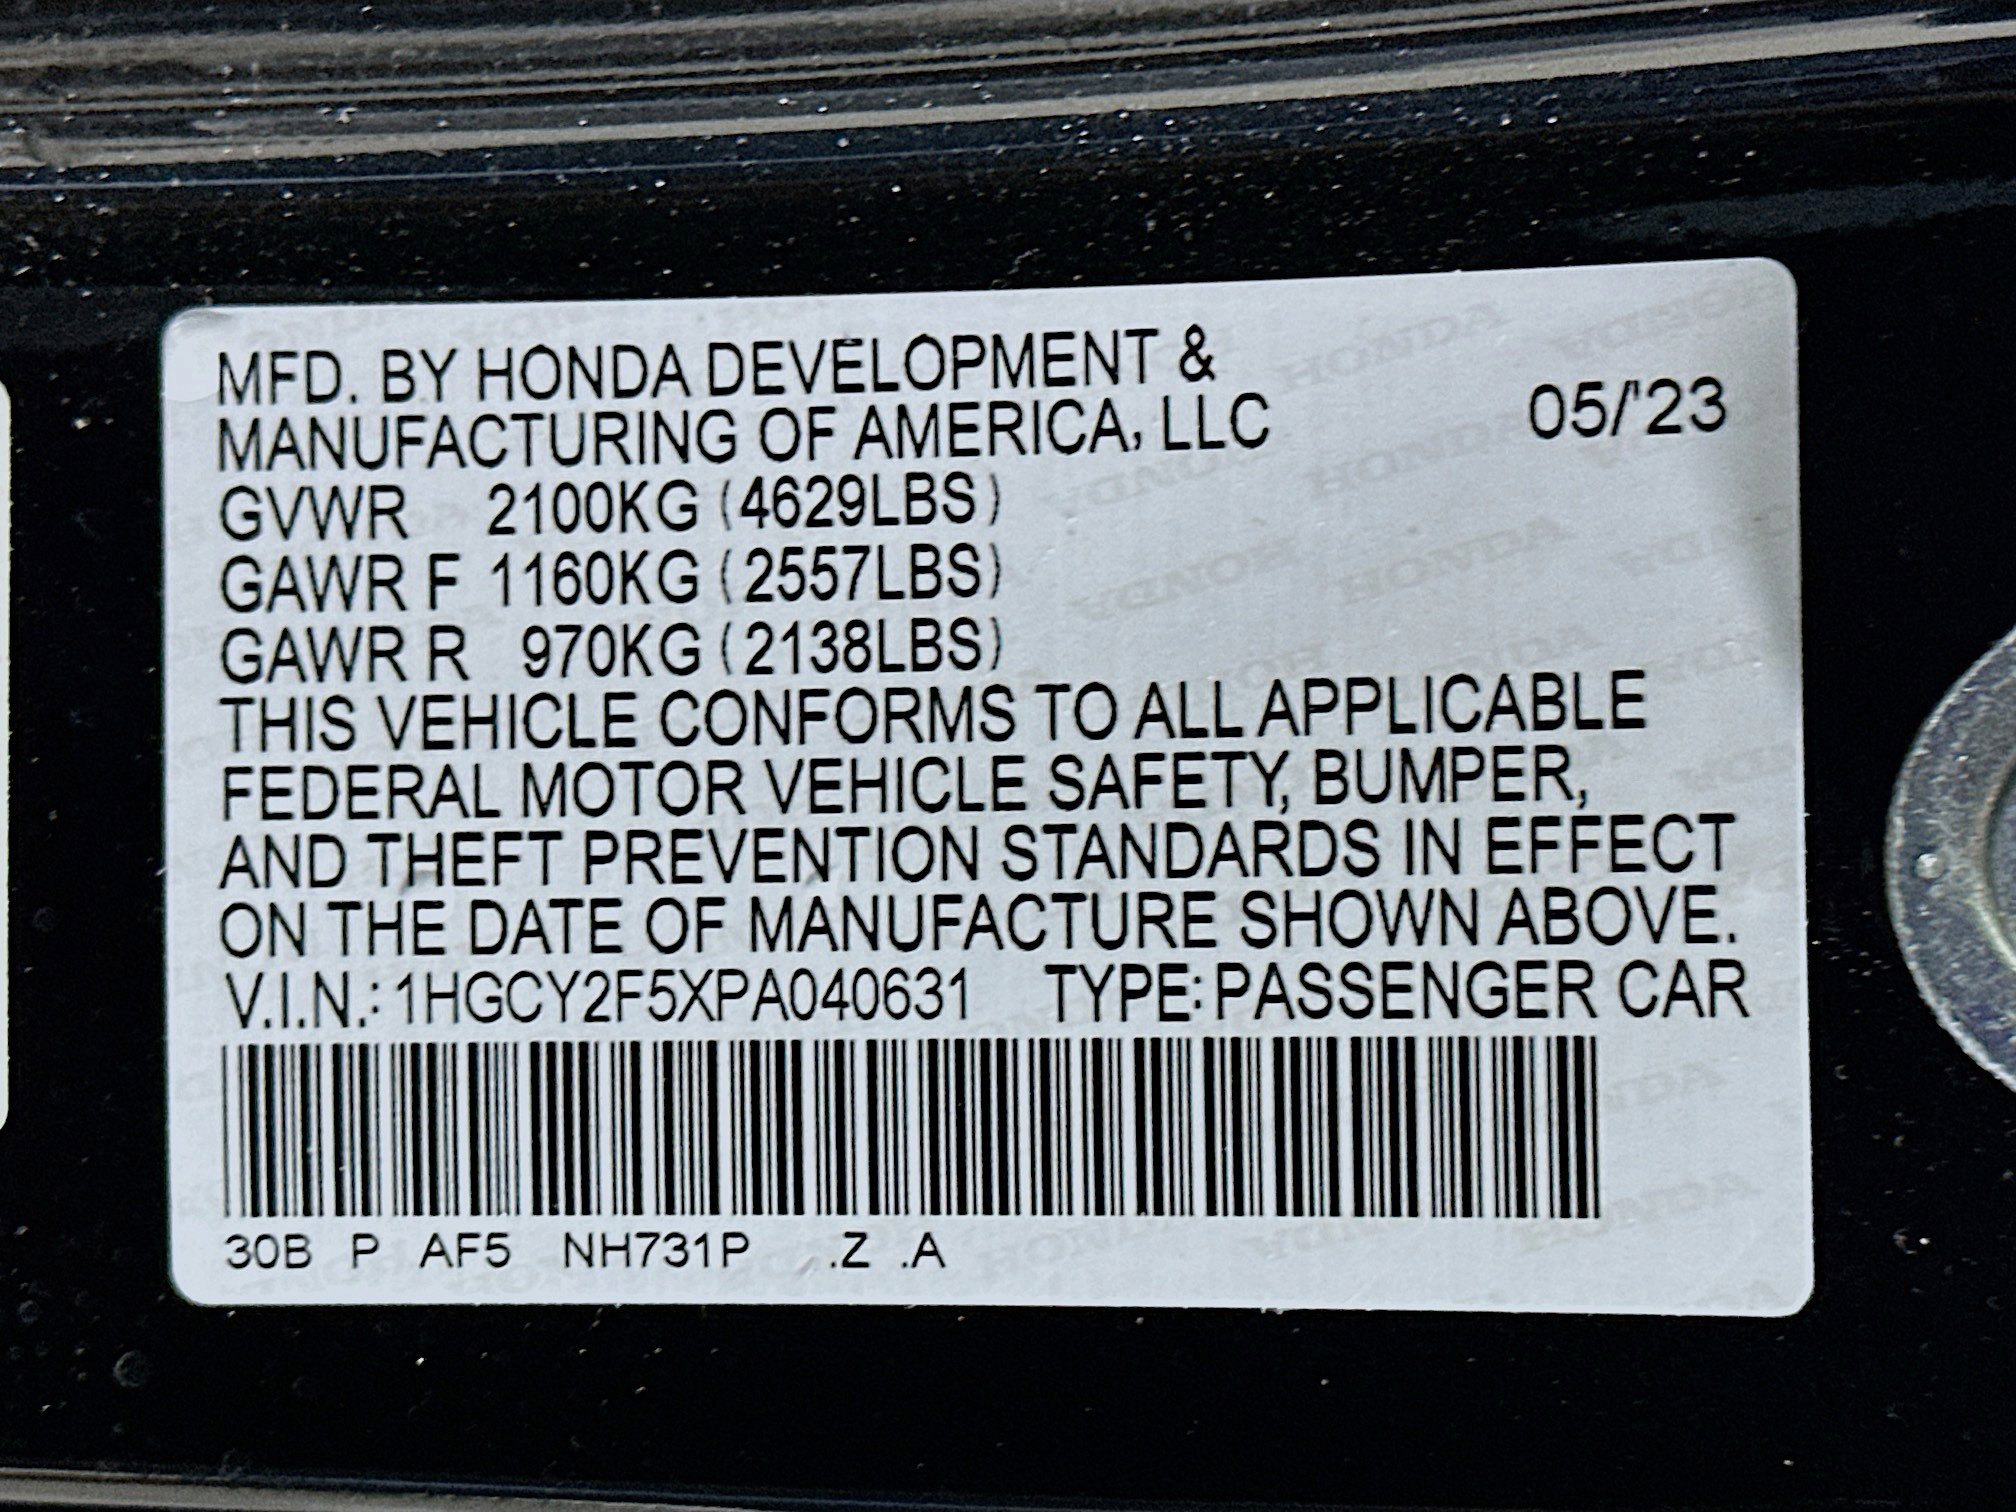 MFD. BY HONDA DEVELOPMENT &
MANUFACTURING OF AMERICA, LLC 05/'23
GVWR 2100KG (4629LBS)
GAWR F 1160KG (2557LBS)
GAWR R 970KG (2138LBS)
THIS VEHICLE CONFORMS TO ALL APPLICABLE
FEDERAL MOTOR VEHICLE SAFETY, BUMPER,
AND THEFT PREVENTION STANDARDS IN EFFECT
ON THE DATE OF MANUFACTURE SHOWN ABOVE.
V.I.N.: 1HGCY2F5XPA040631 TYPE: PASSENGER CAR
30B P AF5 NH731P .Z .A